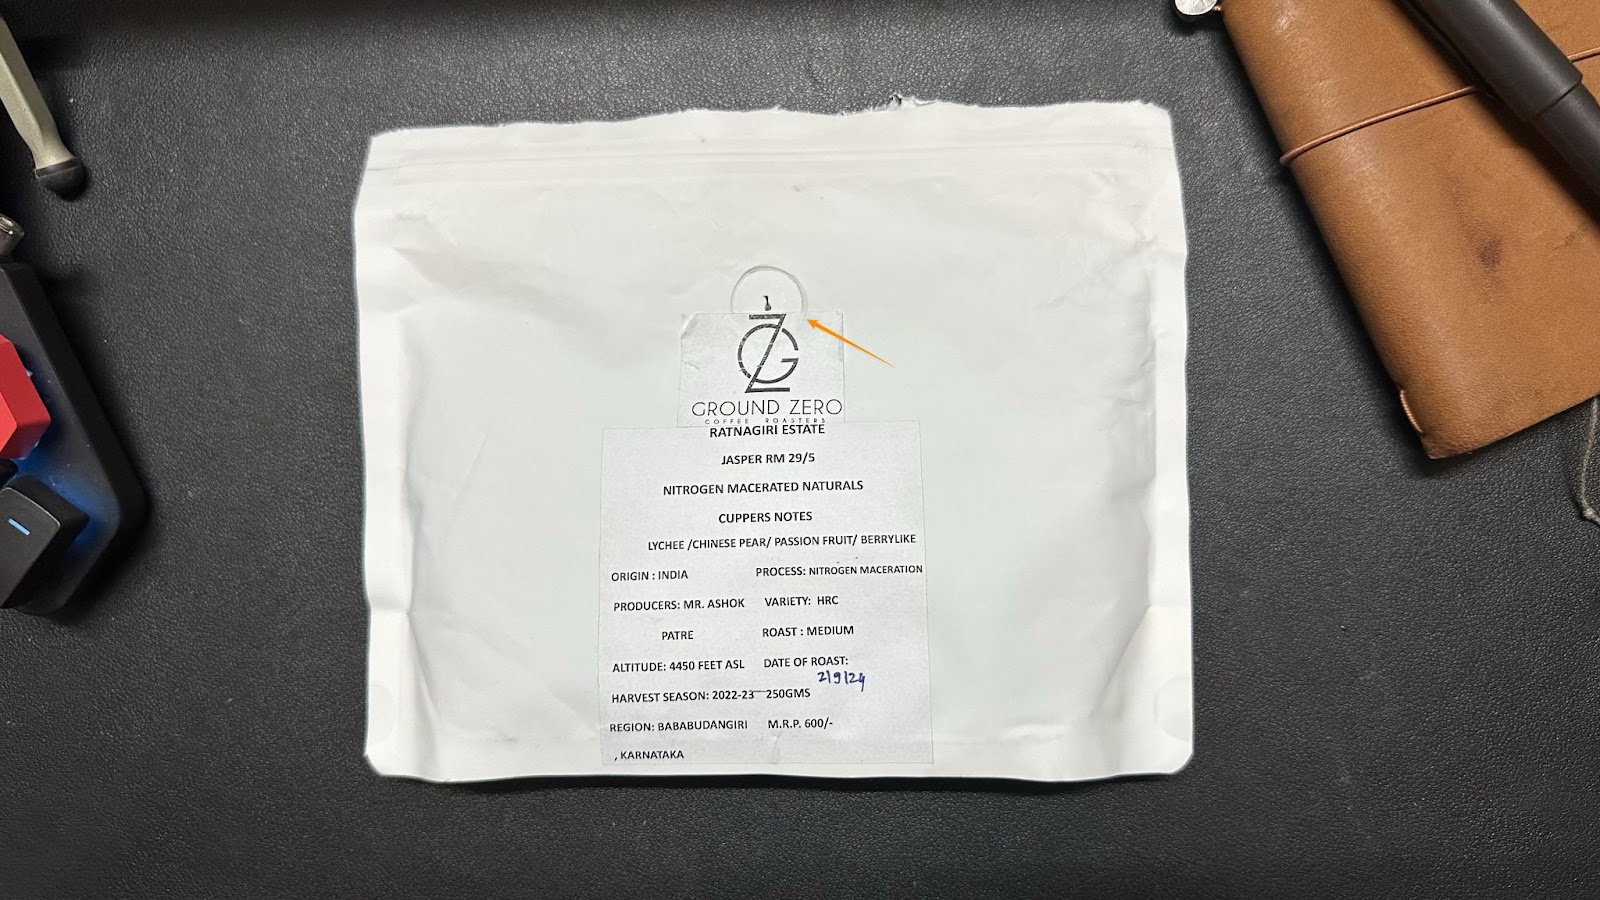 GROUND ZERO
COFFEE ROASTERS
RATNAGIRI ESTATE
JASPER RM 29/5
NITROGEN MACERATED NATURALS
CUPPERS NOTES
LYCHEE /CHINESE PEAR/ PASSION FRUIT/ BERRYLIKE
ORIGIN : INDIA PROCESS: NITROGEN MACERATION
PRODUCERS: MR. ASHOK VARIETY: HRC
PATRE ROAST : MEDIUM
ALTITUDE: 4450 FEET ASL DATE OF ROAST:
2/9/24
HARVEST SEASON: 2022-23 250GMS
REGION: BABABUDANGIRI M.R.P. 600/-
, KARNATAKA